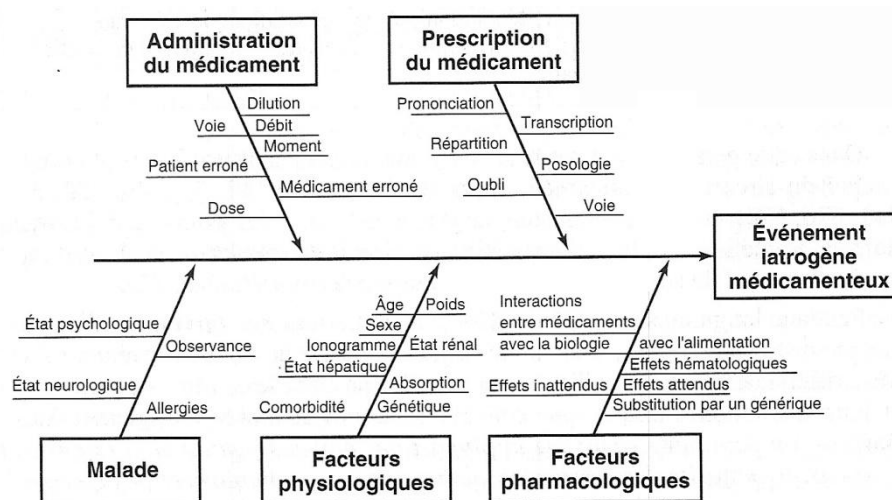 Administration
du médicament
Prescription
du médicament
Dilution
Voie
Débit
Moment
Patient erroné
Médicament erroné
Dose
Prononciation
Transcription
Répartition
Posologie
Oubli
Voie
Événement
iatrogène
médicamenteux
État psychologique
Observance
État neurologique
Allergies
Âge
Poids
Sexe
Ionogramme
État rénal
État hépatique
Absorption
Comorbidité
Génétique
Interactions
entre médicaments
avec la biologie
avec l'alimentation
Effets hématologiques
Effets inattendus
Effets attendus
Substitution par un générique
Malade
Facteurs
physiologiques
Facteurs
pharmacologiques